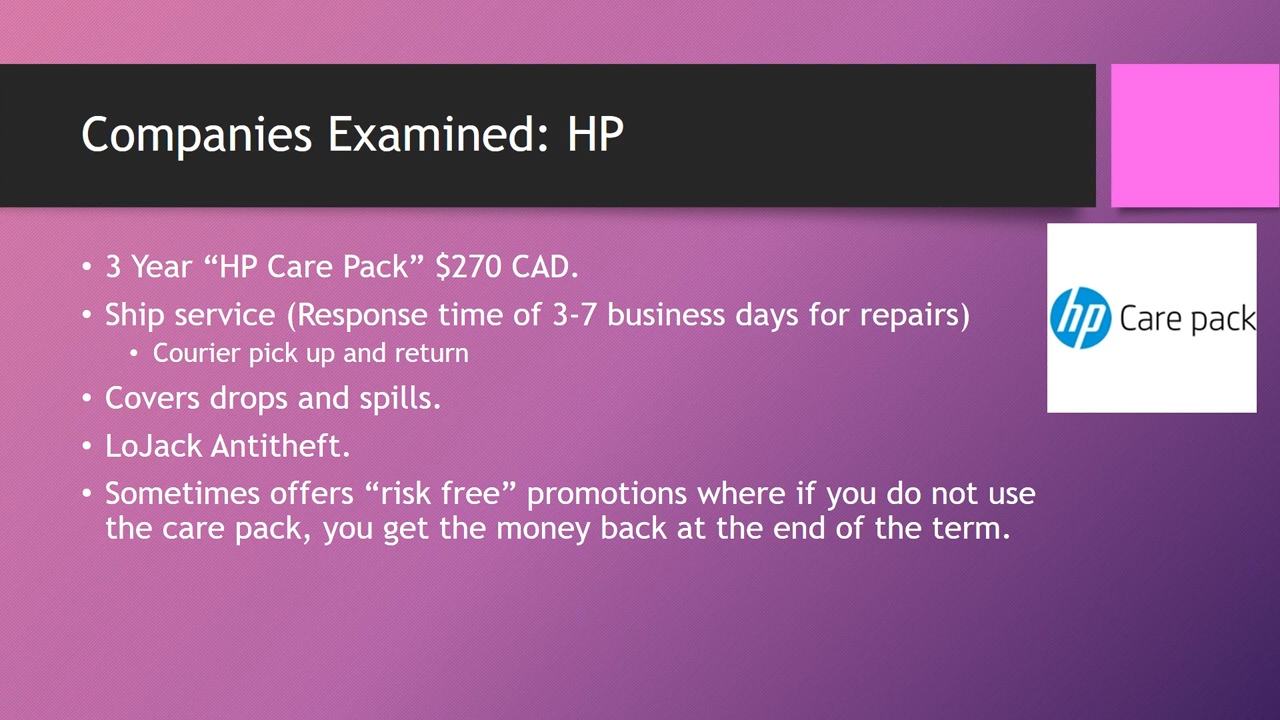 Companies Examined: HP
• 3 Year “HP Care Pack” $270 CAD.
• Ship service (Response time of 3-7 business days for repairs)
• Courier pick up and return
• Covers drops and spills.
• LoJack Antitheft.
• Sometimes offers “risk free” promotions where if you do not use
the care pack, you get the money back at the end of the term.
hp Care pack